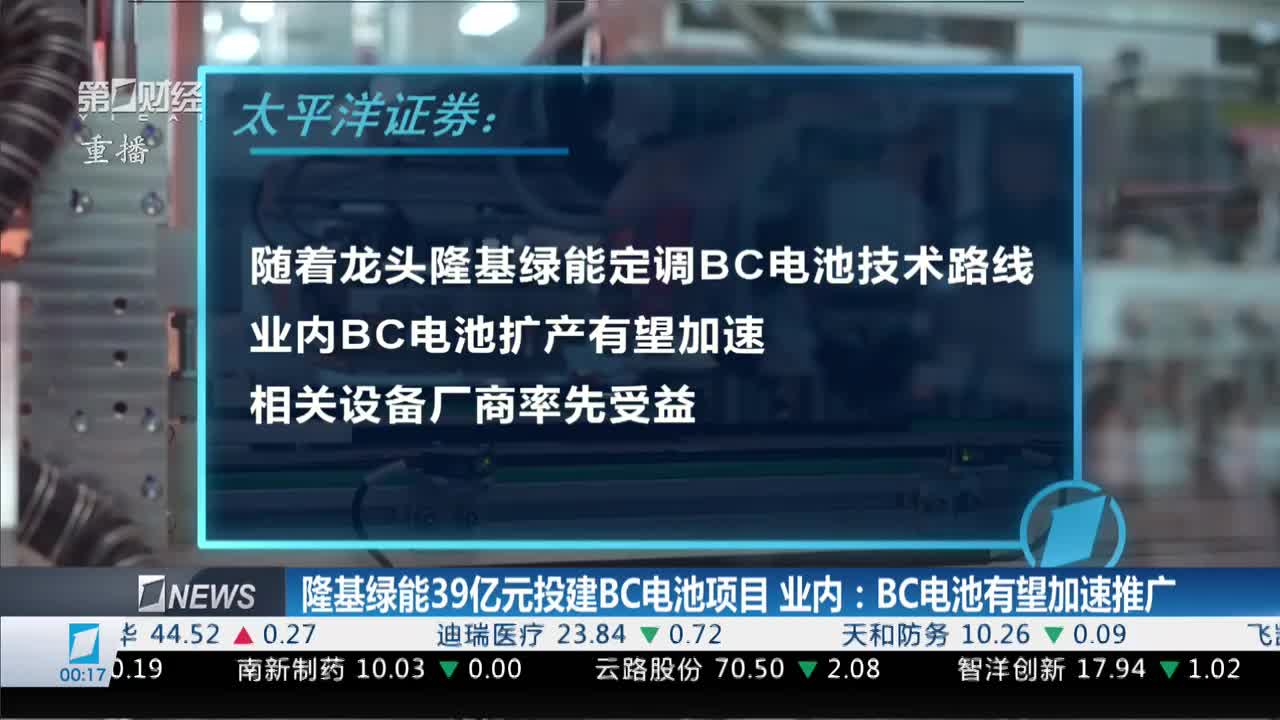 第一财经
YICAI
重播
太平洋证券：
随着龙头隆基绿能定调BC电池技术路线
业内BC电池扩产有望加速
相关设备厂商率先受益
NEWS
隆基绿能39亿元投建BC电池项目 业内：BC电池有望加速推广
44.52 ▲ 0.27 迪瑞医疗 23.84 ▼ 0.72 天和防务 10.26 ▼ 0.09
00:17
0.19 南新制药 10.03 ▼ 0.00 云路股份 70.50 ▼ 2.08 智洋创新 17.94 ▼ 1.02